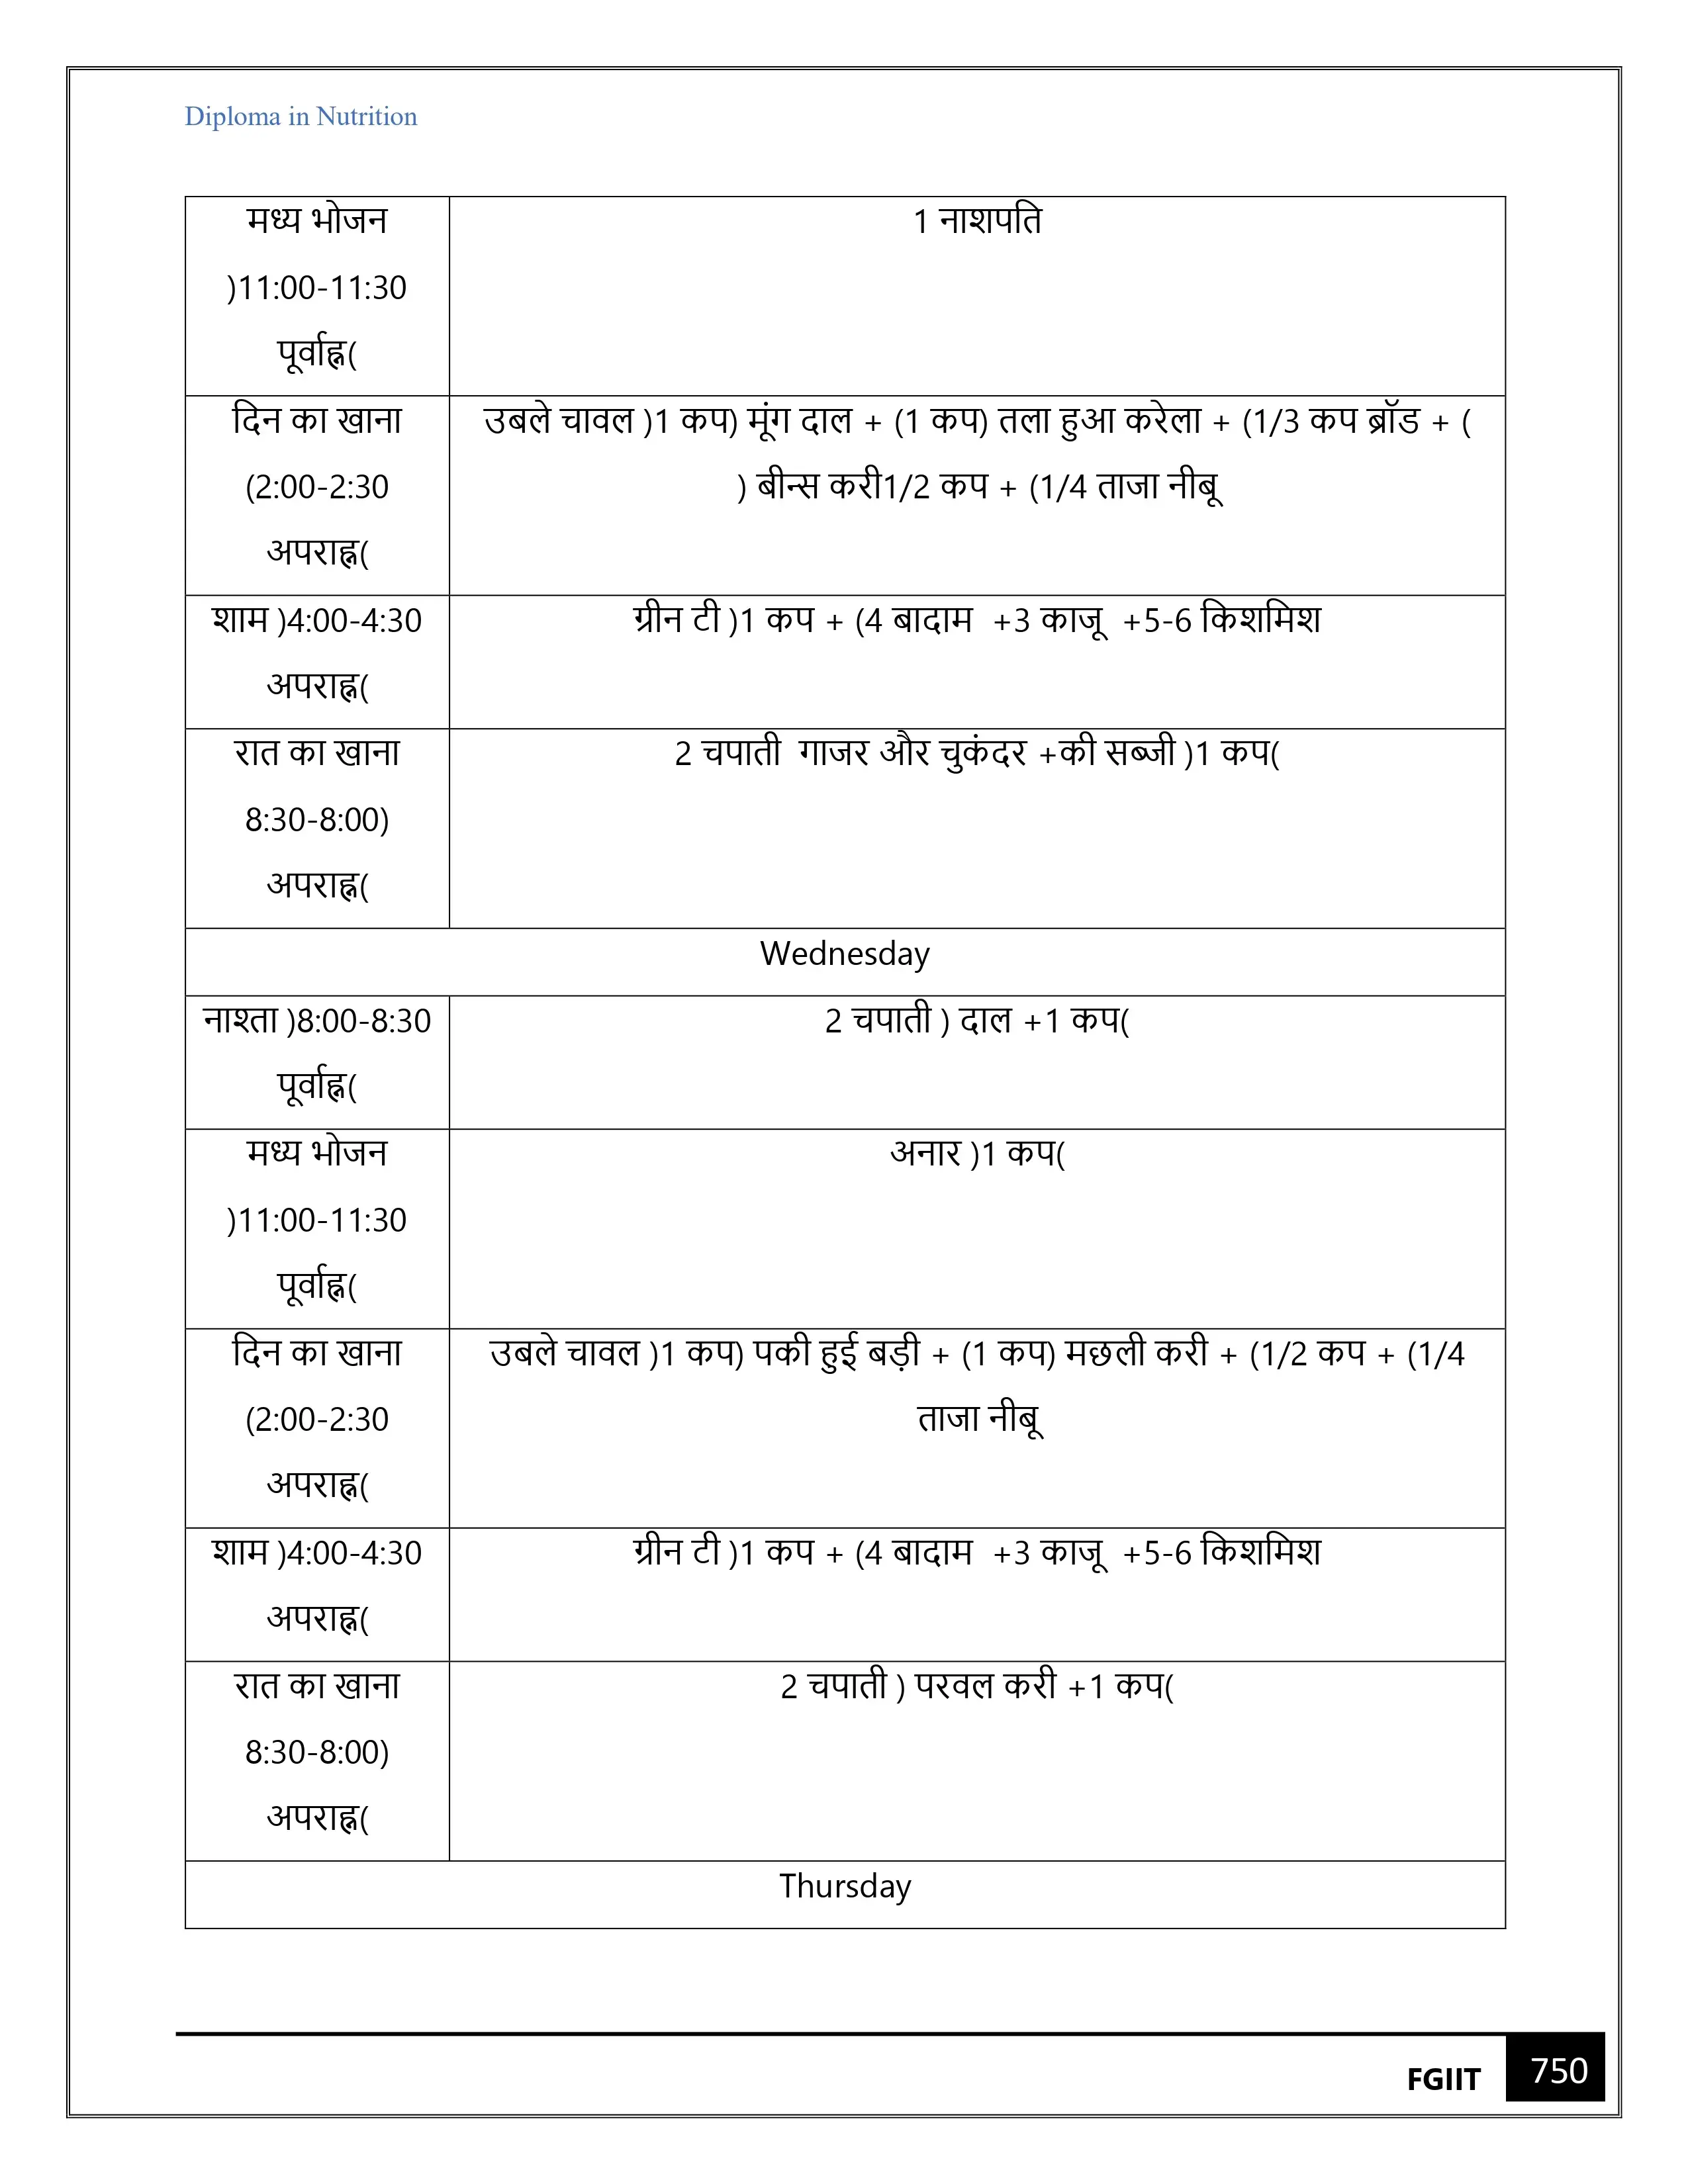 Diploma in Nutrition
मध्य भोजन
)11:00-11:30
पूर्वाह्न(
1 नाशपति
दिन का खाना
(2:00-2:30
अपराह्न(
उबले चावल )1 कप) मूंग दाल + (1 कप) तला हुआ करेला + (1/3 कप ब्रॉड + (
) बीन्स करी1/2 कप + (1/4 ताजा नीबू
शाम )4:00-4:30
अपराह्न(
ग्रीन टी )1 कप + (4 बादाम +3 काजू +5-6 किशमिश
रात का खाना
8:30-8:00)
अपराह्न(
2 चपाती गाजर और चुकंदर +की सब्जी )1 कप(
Wednesday
नाश्ता )8:00-8:30
पूर्वाह्न(
2 चपाती ) दाल +1 कप(
मध्य भोजन
)11:00-11:30
पूर्वाह्न(
अनार )1 कप(
दिन का खाना
(2:00-2:30
अपराह्न(
उबले चावल )1 कप) पकी हुई बड़ी + (1 कप) मछली करी + (1/2 कप + (1/4
ताजा नीबू
शाम )4:00-4:30
अपराह्न(
ग्रीन टी )1 कप + (4 बादाम +3 काजू +5-6 किशमिश
रात का खाना
8:30-8:00)
अपराह्न(
2 चपाती ) परवल करी +1 कप(
Thursday
FGIIT 750